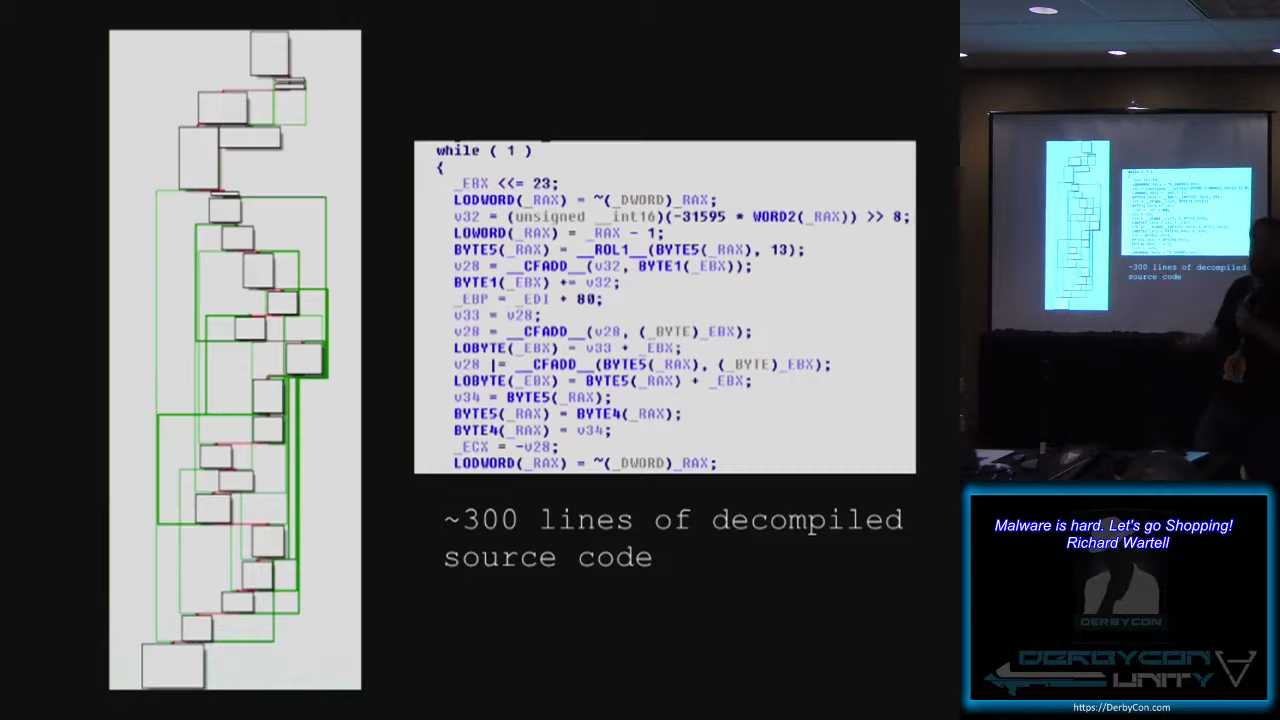 while ( 1 )
{
_EBX <<= 23;
LODWORD(_RAX) = ~(_DWORD)_RAX;
v32 = (unsigned __int16)(-31595 * WORD2(_RAX)) >> 8;
LOWORD(_RAX) = _RAX - 1;
BYTE5(_RAX) = __ROL1__(BYTE5(_RAX), 13);
v28 = __CFADD__(v32, BYTE1(_EBX));
BYTE1(_EBX) += v32;
_EBP = _EDI + 80;
v33 = v28;
v28 = __CFADD__(v28, (_BYTE)_EBX);
LOBYTE(_EBX) = v33 + _EBX;
v28 |= __CFADD__(BYTE5(_RAX), (_BYTE)_EBX);
LOBYTE(_EBX) = BYTE5(_RAX) + _EBX;
v34 = BYTE5(_RAX);
BYTE5(_RAX) = BYTE4(_RAX);
BYTE4(_RAX) = v34;
_ECX = -v28;
LODWORD(_RAX) = ~(_DWORD)_RAX;
~300 lines of decompiled
source code
while ( 1 )
~300 lines of decompiled
source code
Malware is hard. Let's go Shopping!
Richard Wartell
DERBYCON
DERBYCON
UNITY
https://DerbyCon.com